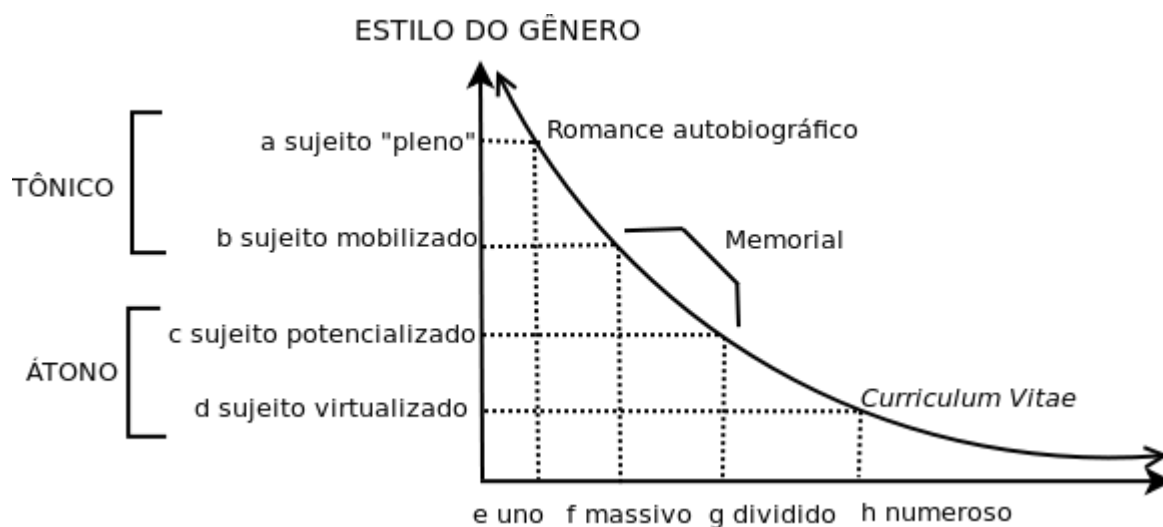 ESTILO DO GÊNERO
a sujeito "pleno"
Romance autobiográfico
TÔNICO
b sujeito mobilizado
Memorial
c sujeito potencializado
ÁTONO
d sujeito virtualizado
Curriculum Vitae
e uno f massivo g dividido h numeroso